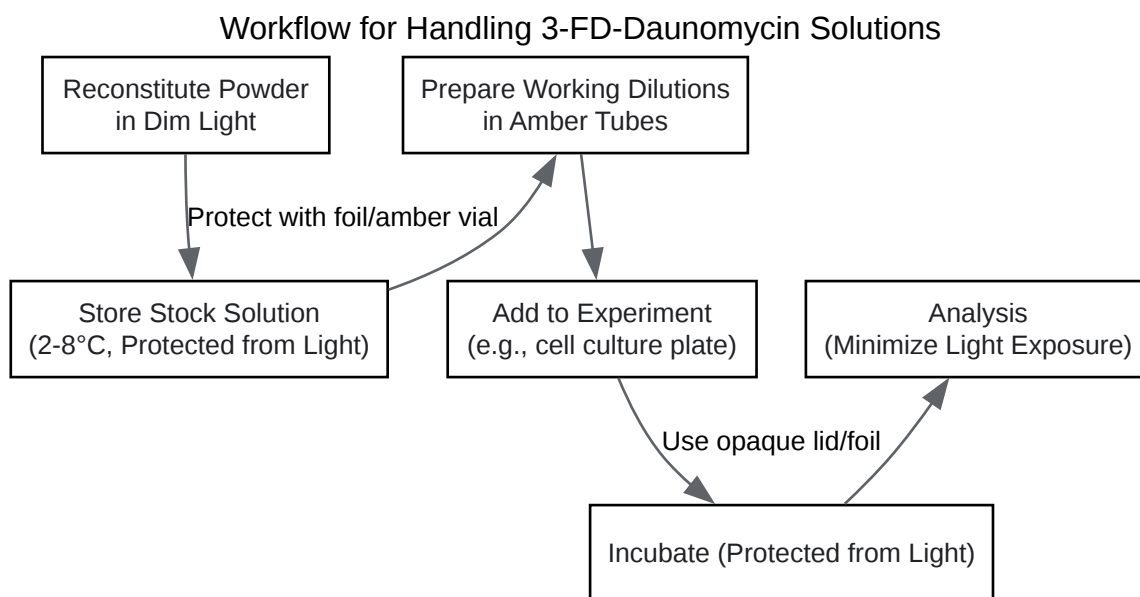 Workflow for Handling 3-FD-Daunomycin Solutions
Reconstitute Powder
in Dim Light
Prepare Working Dilutions
in Amber Tubes
Protect with foil/amber vial
Store Stock Solution
(2-8°C, Protected from Light)
Add to Experiment
(e.g., cell culture plate)
Analysis
(Minimize Light Exposure)
Use opaque lid/foil
Incubate (Protected from Light)